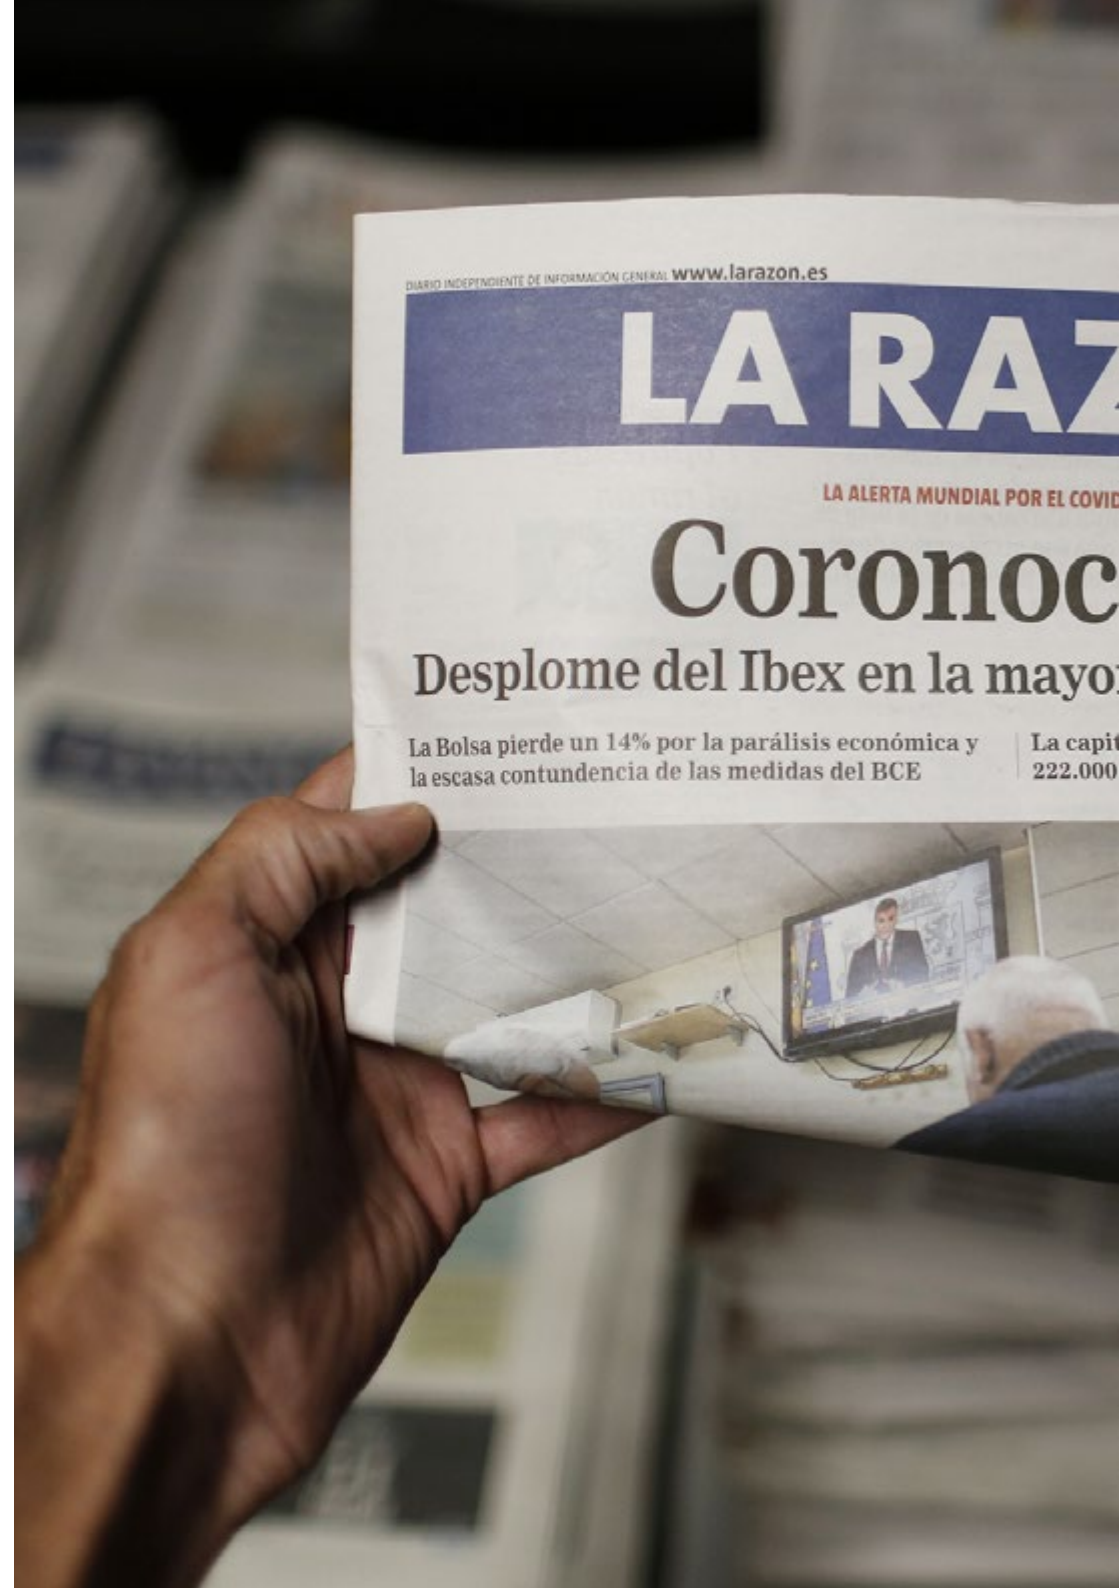 DIARIO INDEPENDIENTE DE INFORMACIÓN GENERAL www.larazon.es
LA RAZ
LA ALERTA MUNDIAL POR EL COVID
Coronoc
Desplome del Ibex en la mayor
La Bolsa pierde un 14% por la parálisis económica y
la escasa contundencia de las medidas del BCE
La capit
222.000